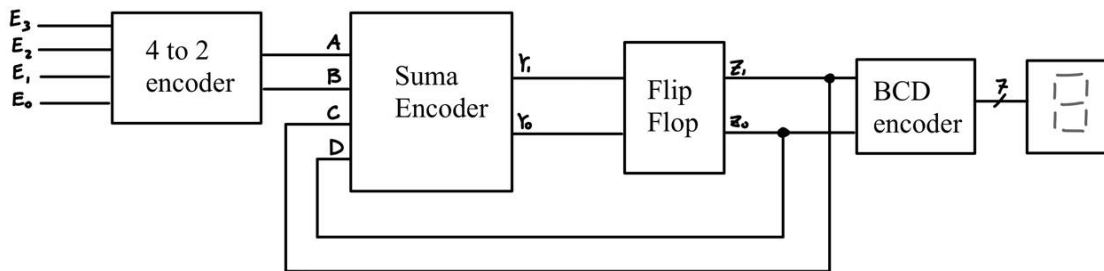 E₃
E₂
E₁
E₀
4 to 2
encoder
A
B
C
D
Suma
Encoder
Y₁
Y₀
Flip
Flop
Z₁
Z₀
BCD
encoder
7
8